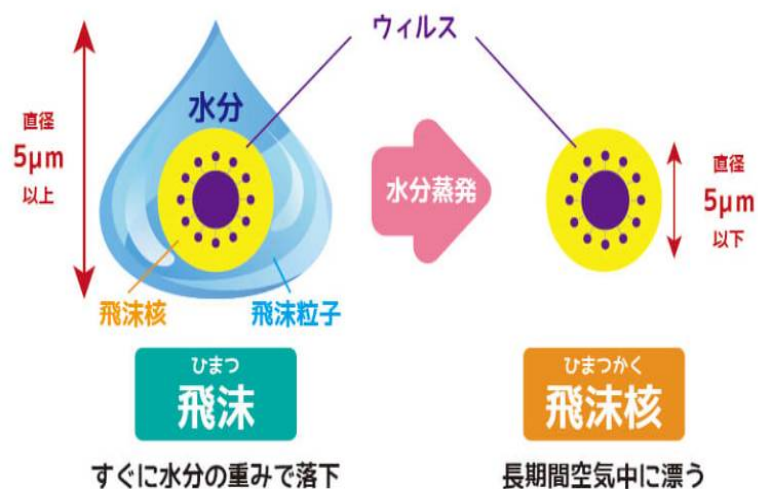 ウィルス
水分
直径
5μm
以上
水分蒸発
直径
5μm
以下
飛沫核
飛沫粒子
ひまつ
飛沫
すぐに水分の重みで落下
ひまつかく
飛沫核
長期間空気中に漂う